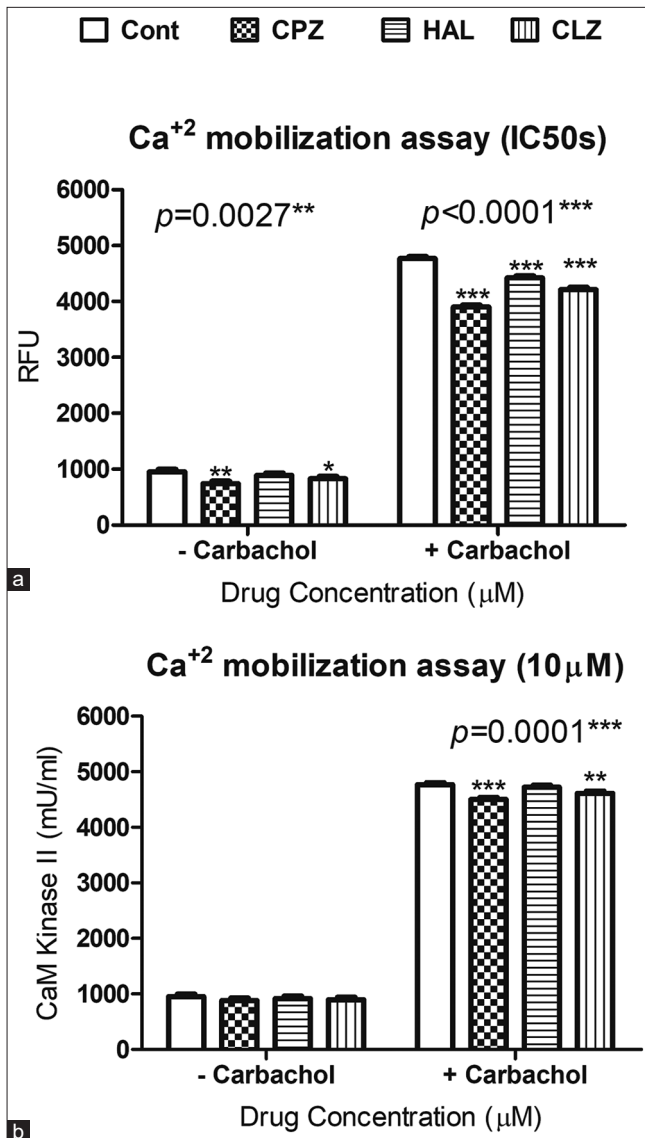 Cont CPZ HAL CLZ
Ca+2 mobilization assay (IC50s)
6000
p=0.0027** p<0.0001***
5000
*** *** ***
4000
RFU
3000
2000
1000
** *
0
- Carbachol + Carbachol
a
Drug Concentration (μM)
Ca+2 mobilization assay (10μM)
6000
p=0.0001***
5000
*** **
4000
CaM Kinase II (mU/ml)
3000
2000
1000
0
- Carbachol + Carbachol
Drug Concentration (μM)
b